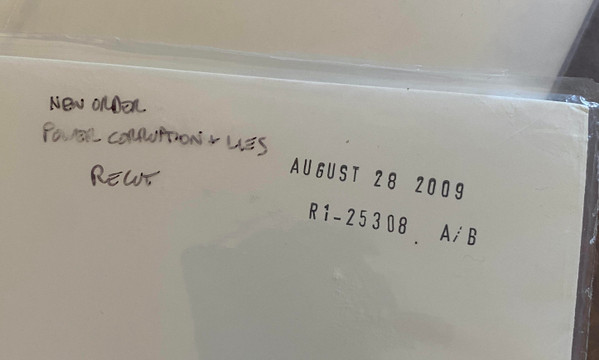 NEW ORDER
POWER CORRUPTION + LIES
RECUT
AUGUST 28 2009
R1-25308 A/B